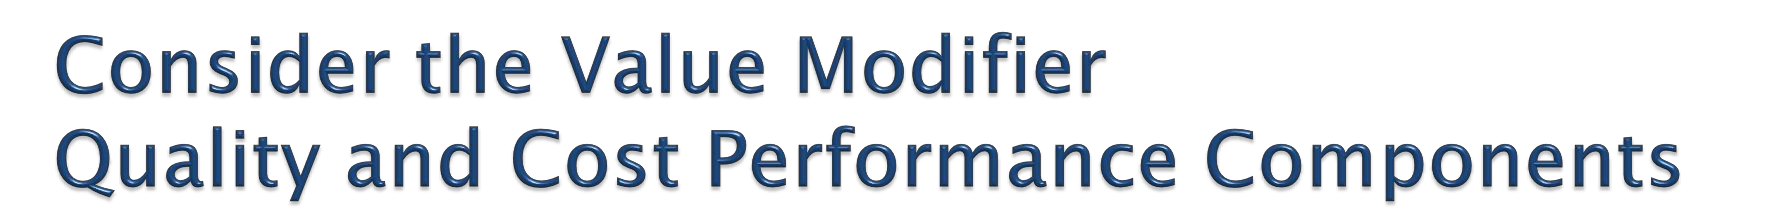 Consider the Value Modifier
Quality and Cost Performance Components